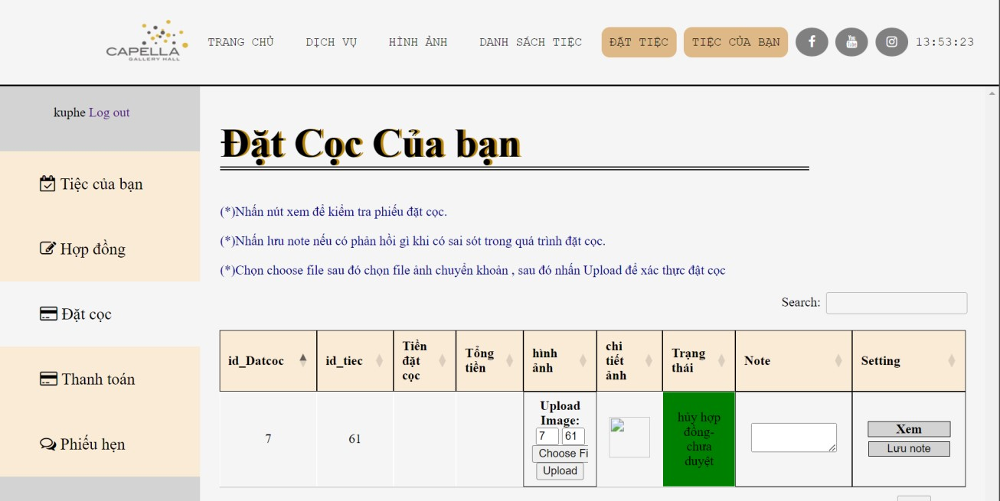 CAPELLA
GALLERY HALL
TRANG CHỦ DỊCH VỤ HÌNH ẢNH DANH SÁCH TIỆC ĐẶT TIỆC TIỆC CỦA BẠN 13:53:23
kuphe Log out
Tiệc của bạn
Hợp đồng
Đặt cọc
Thanh toán
Phiếu hẹn
Đặt Cọc Của bạn
(*)Nhấn nút xem để kiểm tra phiếu đặt cọc.
(*)Nhấn lưu note nếu có phản hồi gì khi có sai sót trong quá trình đặt cọc.
(*)Chọn choose file sau đó chọn file ảnh chuyển khoản , sau đó nhấn Upload để xác thực đật cọc
Search:
id_Datcoc
id_tiec
Tiền
đặt
cọc
Tổng
tiền
hình
ảnh
chi
tiết
ảnh
Trạng
thái
Note
Setting
7
61
Upload
Image:
7 61
Choose Fi
Upload
hủy hợp
đồng-
chưa
duyệt
Xem
Lưu note